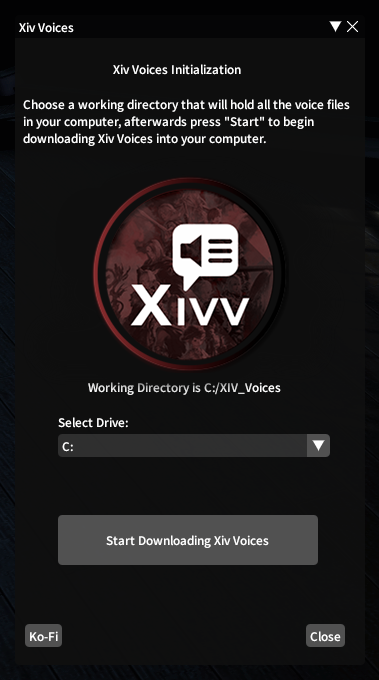 Xiv Voices
Xiv Voices Initialization
Choose a working directory that will hold all the voice files
in your computer, afterwards press "Start" to begin
downloading Xiv Voices into your computer.
XIVV
Working Directory is C:/XIV_Voices
Select Drive:
C:
Start Downloading Xiv Voices
Ko-Fi
Close